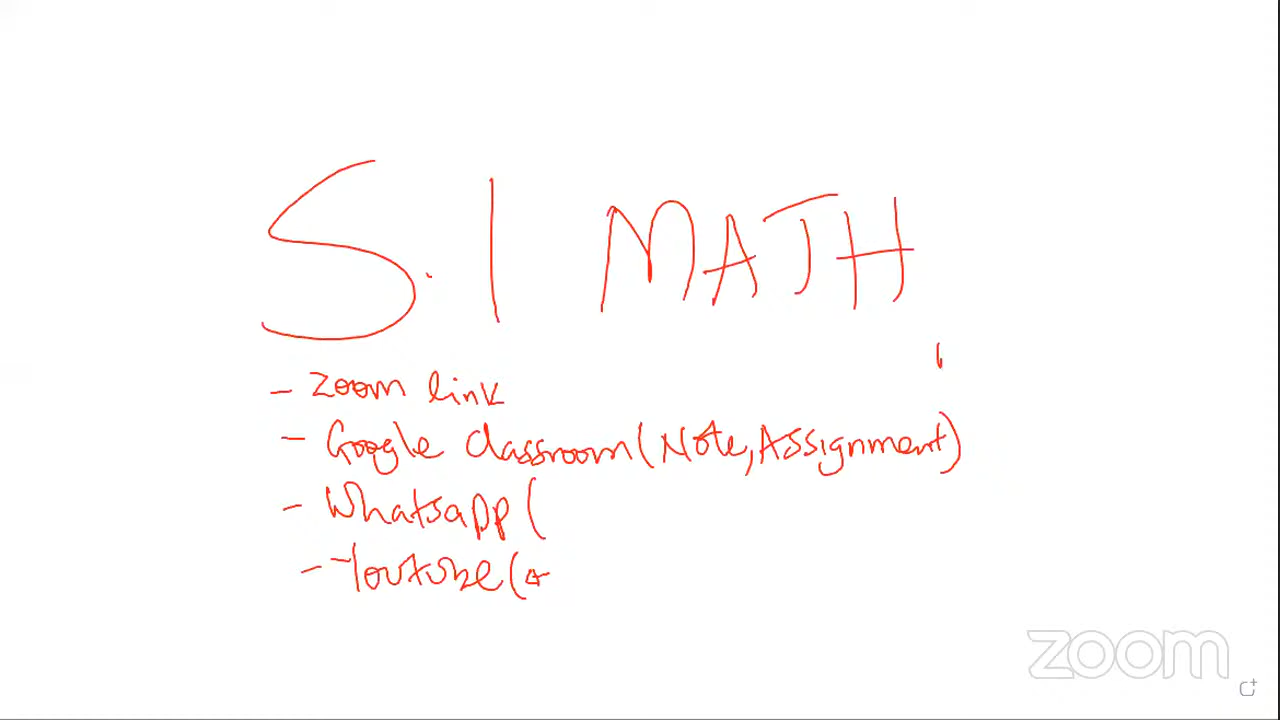 S.1 MATH
- Zoom link
- Google classroom (Note, Assignment)
- Whatsapp (
- Youtube (
zoom